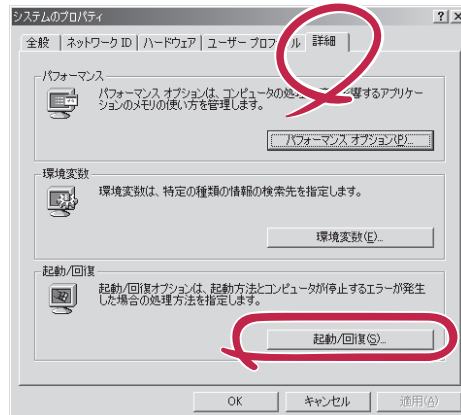 システムのプロパティ
全般 ネットワーク ID ハードウェア ユーザー プロファイル 詳細
パフォーマンス
パフォーマンス オプションは、コンピュータの処理 響するアプリケー
ションのメモリの使い方を管理します。
パフォーマンス オプション(P)...
環境変数
環境変数は、特定の種類の情報の検索先を指定します。
環境変数(E)...
起動/回復
起動/回復オプションは、起動方法とコンピュータが停止するエラーが発生
した場合の処理方法を指定します。
起動/回復(S)...
OK キャンセル 適用(A)